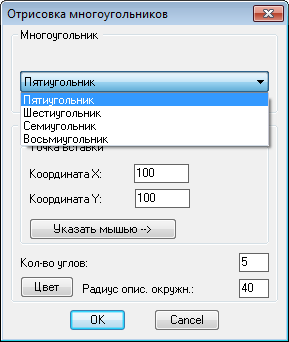 Отрисовка многоугольников
Многоугольник
Пятиугольник
Пятиугольник
Шестиугольник
Семиугольник
Восьмиугольник
Точка вставки
Координата X: 100
Координата Y: 100
Указать мышью -->
Кол-во углов: 5
Цвет Радиус опис. окружн.: 40
OK Cancel